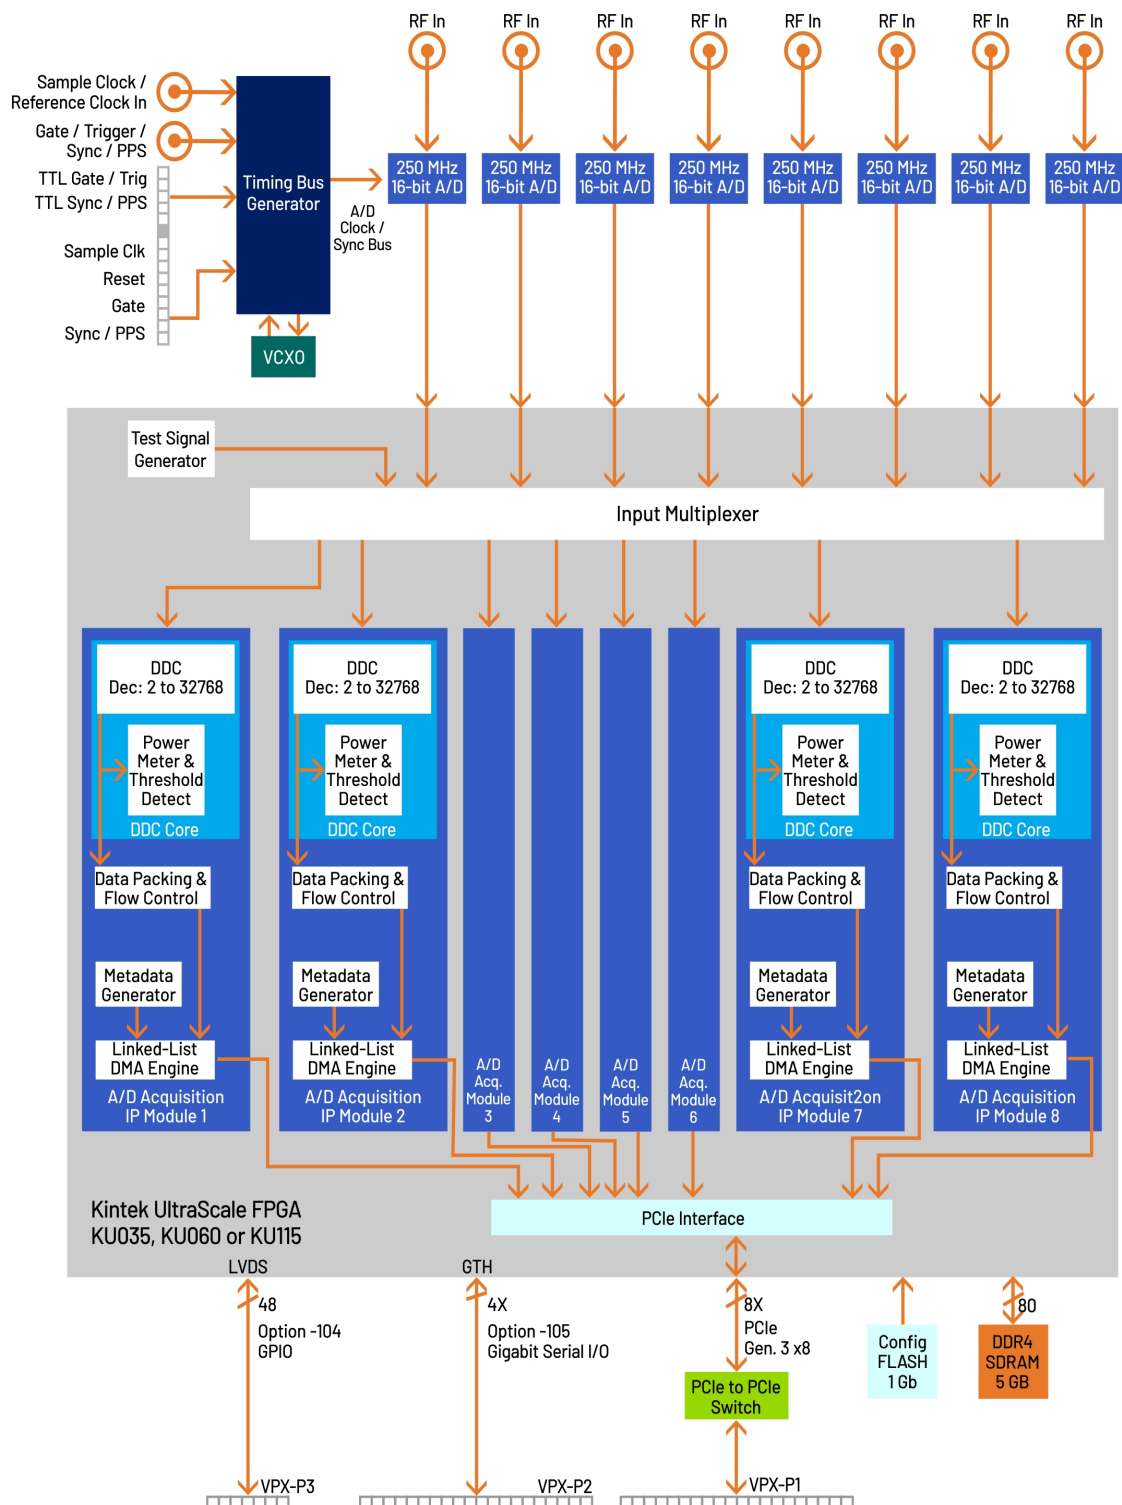 RF In
RF In
RF In
RF In
RF In
RF In
RF In
RF In
Sample Clock /
Reference Clock In
Gate / Trigger /
Sync / PPS
TTL Gate / Trig
TTL Sync / PPS
Sample Clk
Reset
Gate
Sync / PPS
Timing Bus
Generator
VCXO
A/D
Clock /
Sync Bus
250 MHz
16-bit A/D
250 MHz
16-bit A/D
250 MHz
16-bit A/D
250 MHz
16-bit A/D
250 MHz
16-bit A/D
250 MHz
16-bit A/D
250 MHz
16-bit A/D
250 MHz
16-bit A/D
Test Signal
Generator
Input Multiplexer
DDC
Dec: 2 to 32768
Power
Meter &
Threshold
Detect
DDC Core
Data Packing &
Flow Control
Metadata
Generator
Linked-List
DMA Engine
A/D Acquisition
IP Module 1
DDC
Dec: 2 to 32768
Power
Meter &
Threshold
Detect
DDC Core
Data Packing &
Flow Control
Metadata
Generator
Linked-List
DMA Engine
A/D Acquisition
IP Module 2
A/D
Acq.
Module
3
A/D
Acq.
Module
4
A/D
Acq.
Module
5
A/D
Acq.
Module
6
DDC
Dec: 2 to 32768
Power
Meter &
Threshold
Detect
DDC Core
Data Packing &
Flow Control
Metadata
Generator
Linked-List
DMA Engine
A/D Acquisit2on
IP Module 7
DDC
Dec: 2 to 32768
Power
Meter &
Threshold
Detect
DDC Core
Data Packing &
Flow Control
Metadata
Generator
Linked-List
DMA Engine
A/D Acquisition
IP Module 8
PCIe Interface
Kintek UltraScale FPGA
KU035, KU060 or KU115
LVDS
GTH
48
Option -104
GPIO
4X
Option -105
Gigabit Serial I/O
8X
PCIe
Gen. 3 x8
80
Config
FLASH
1 Gb
DDR4
SDRAM
5 GB
PCIe to PCIe
Switch
VPX-P3
VPX-P2
VPX-P1